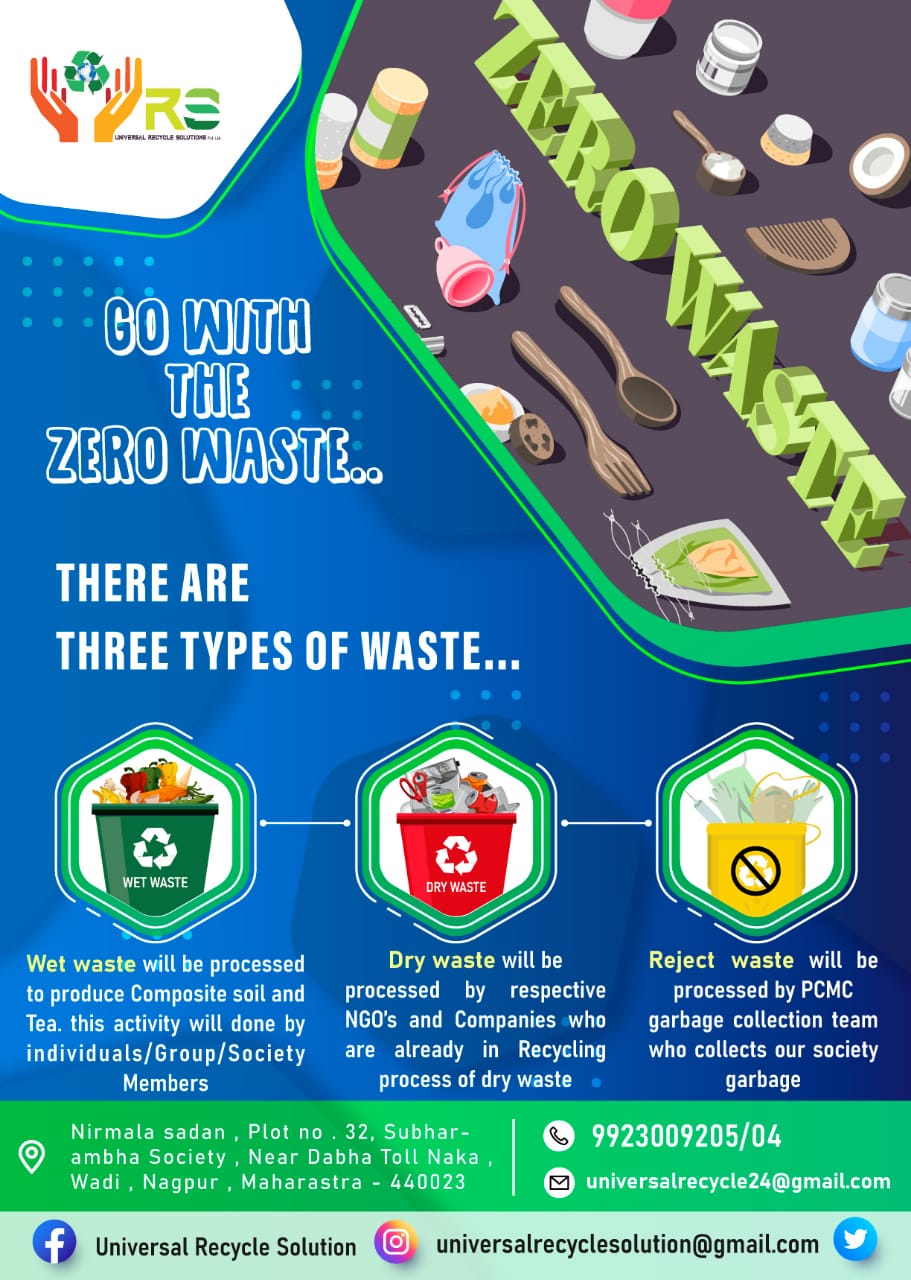 URS
UNIVERSAL RECYCLE SOLUTIONS Pvt. Ltd
ZERO WASTE
GO WITH
THE
ZERO WASTE..
THERE ARE
THREE TYPES OF WASTE...
WET WASTE
DRY WASTE
Wet waste will be processed
to produce Composite soil and
Tea. this activity will done by
individuals/Group/Society
Members
Dry waste will be
processed by respective
NGO's and Companies who
are already in Recycling
process of dry waste
Reject waste will be
processed by PCMC
garbage collection team
who collects our society
garbage
Nirmala sadan , Plot no . 32, Subhar-
ambha Society , Near Dabha Toll Naka ,
Wadi , Nagpur , Maharastra - 440023
9923009205/04
universalrecycle24@gmail.com
Universal Recycle Solution
universalrecyclesolution@gmail.com